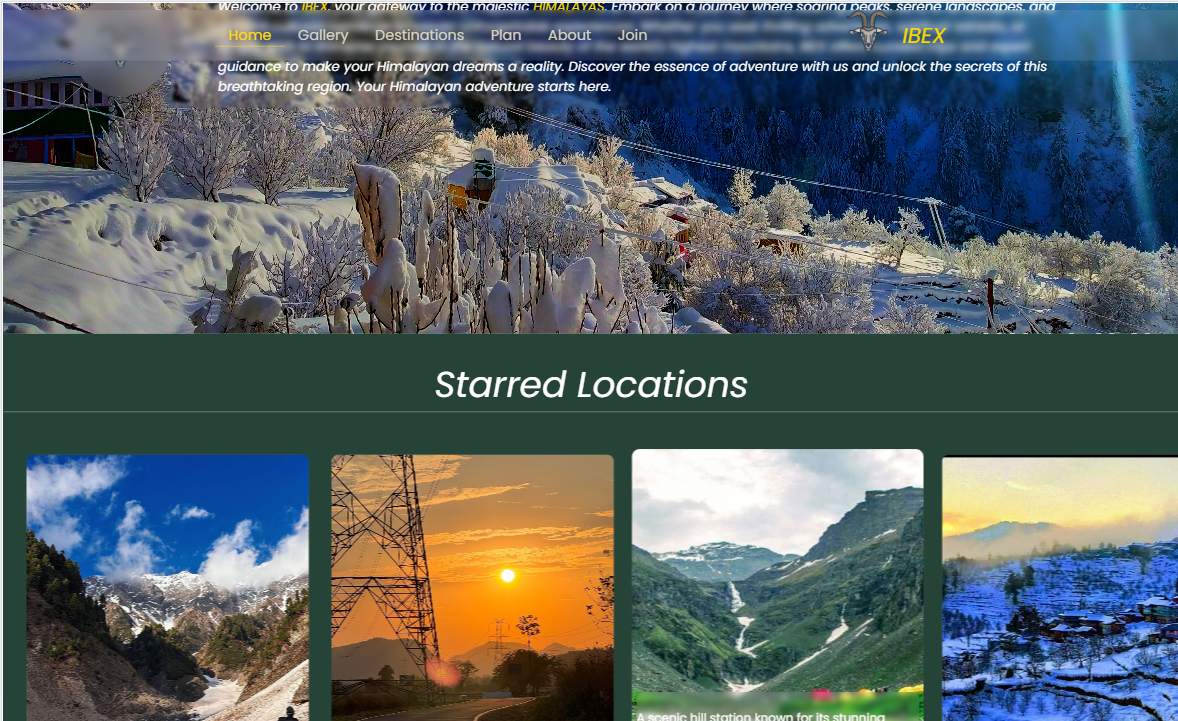 Welcome to IBEX, your gateway to the majestic HIMALAYAS. Embark on a journey where soaring peaks, serene landscapes, and
Home Gallery Destinations Plan About Join IBEX
guidance to make your Himalayan dreams a reality. Discover the essence of adventure with us and unlock the secrets of this
breathtaking region. Your Himalayan adventure starts here.
Starred Locations
A scenic hill station known for its stunning